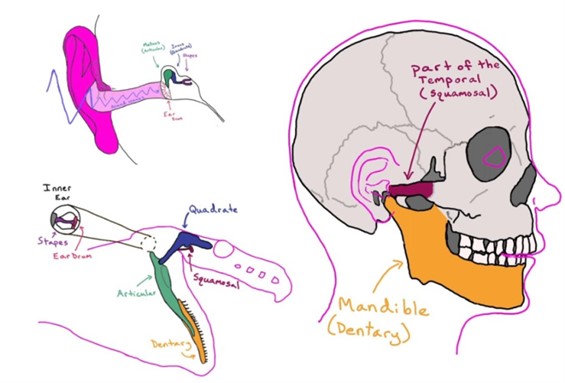 Malleus
(articular)
Incus
(quadrate)
Stapes
Ear
Drum
Inner
Ear
Stapes
Eardrum
Quadrate
Squamosal
Articular
Dentary
Part of the
Temporal
(Squamosal)
Mandible
(Dentary)